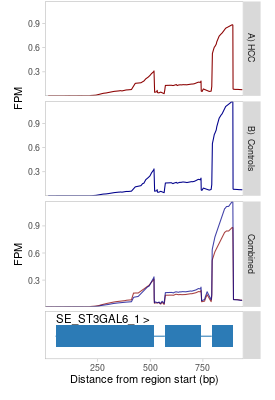 0.9
0.6
0.3
FPM
A) HCC
0.9
0.6
0.3
B) Controls
0.9
0.6
0.3
FPM
Combined
SE_ST3GAL6_1 >
250
500
750
Distance from region start (bp)